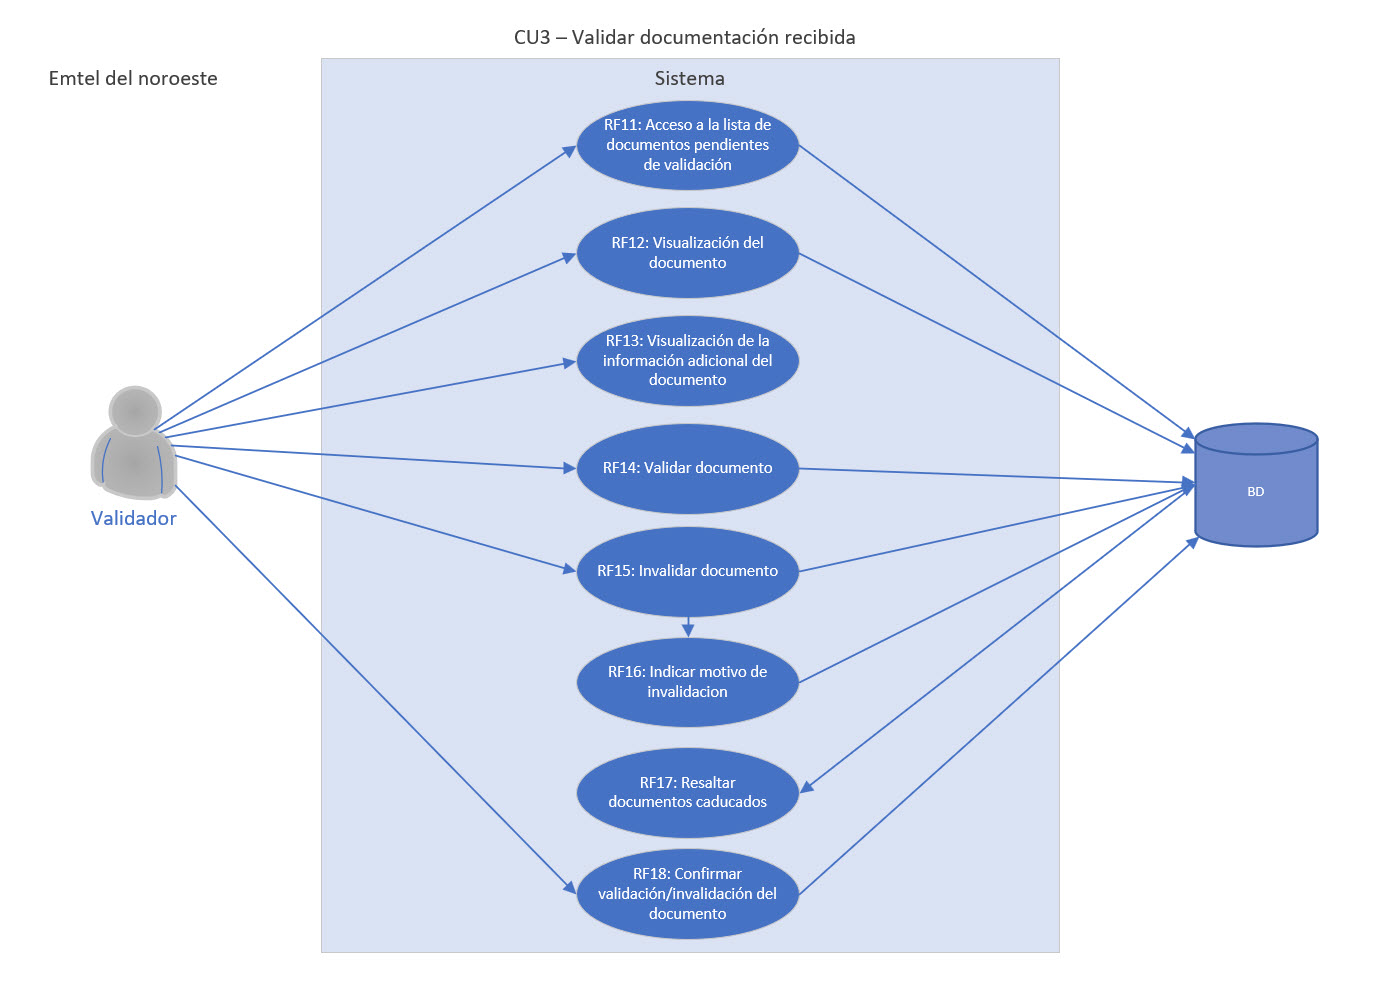 CU3 – Validar documentación recibida
Emtel del noroeste
Sistema
RF11: Acceso a la lista de
documentos pendientes
de validación
RF12: Visualización del
documento
RF13: Visualización de la
información adicional del
documento
RF14: Validar documento
RF15: Invalidar documento
RF16: Indicar motivo de
invalidacion
RF17: Resaltar
documentos caducados
RF18: Confirmar
validación/invalidación del
documento
Validador
BD